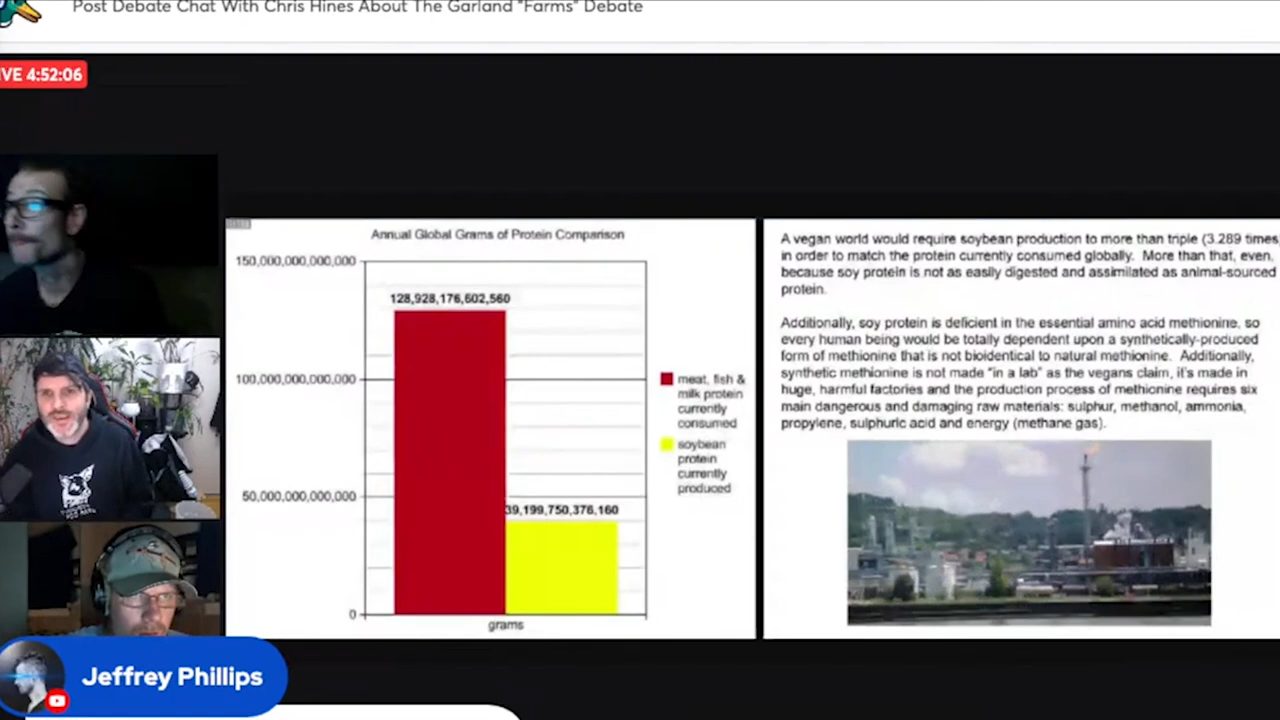 Post Debate Chat With Chris Hines About The Garland "Farms" Debate
IVE 4:52:06
Annual Global Grams of Protein Comparison
150,000,000,000,000
128,928,176,602,560
100,000,000,000,000
50,000,000,000,000
39,199,750,376,160
0
grams
meat, fish &
milk protein
currently
consumed
soybean
protein
currently
produced
A vegan world would require soybean production to more than triple (3.289 times
in order to match the protein currently consumed globally. More than that, even,
because soy protein is not as easily digested and assimilated as animal-sourced
protein.
Additionally, soy protein is deficient in the essential amino acid methionine, so
every human being would be totally dependent upon a synthetically-produced
form of methionine that is not bioidentical to natural methionine. Additionally,
synthetic methionine is not made "in a lab" as the vegans claim, it's made in
huge, harmful factories and the production process of methionine requires six
main dangerous and damaging raw materials: sulphur, methanol, ammonia,
propylene, sulphuric acid and energy (methane gas).
Jeffrey Phillips